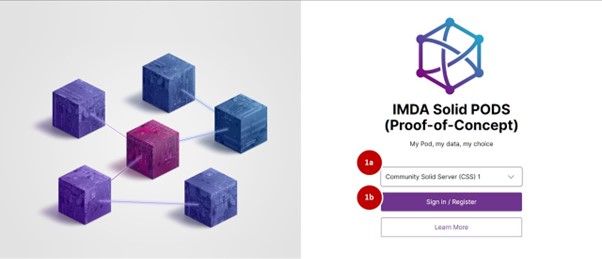 IMDA Solid PODS
(Proof-of-Concept)
My Pod, my data, my choice
1a
Community Solid Server (CSS) 1
1b
Sign in / Register
Learn More